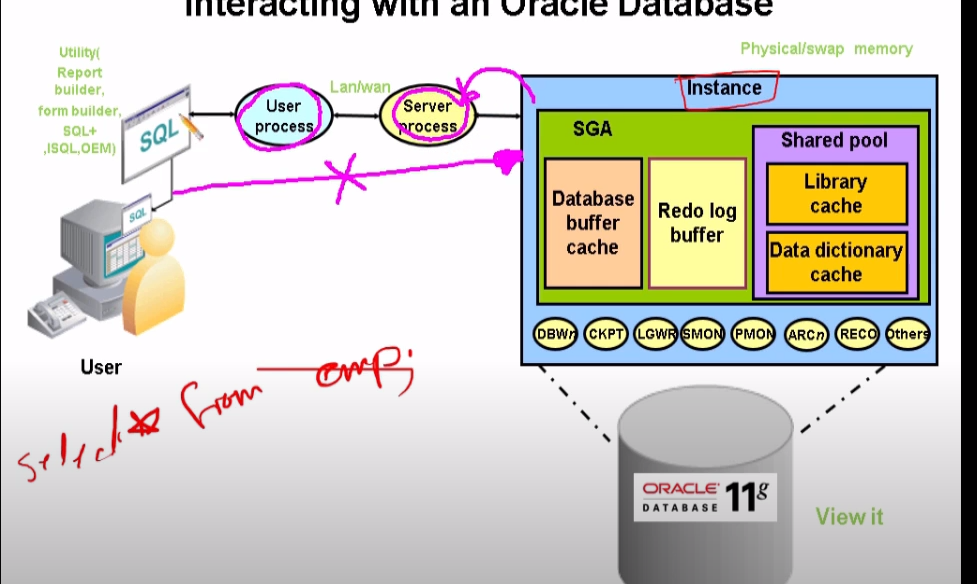 Interacting with an Oracle Database
Utility(
Report
builder,
form builder,
SQL+
,ISQL,OEM)
SQL
SQL
User
User
process
Lan/wan
Server
process
Physical/swap memory
Instance
SGA
Database
buffer
cache
Redo log
buffer
Shared pool
Library
cache
Data dictionary
cache
DBWn
CKPT
LGWR
SMON
PMON
ARCn
RECO
Others
select * from emp;
ORACLE
DATABASE
11g
View it